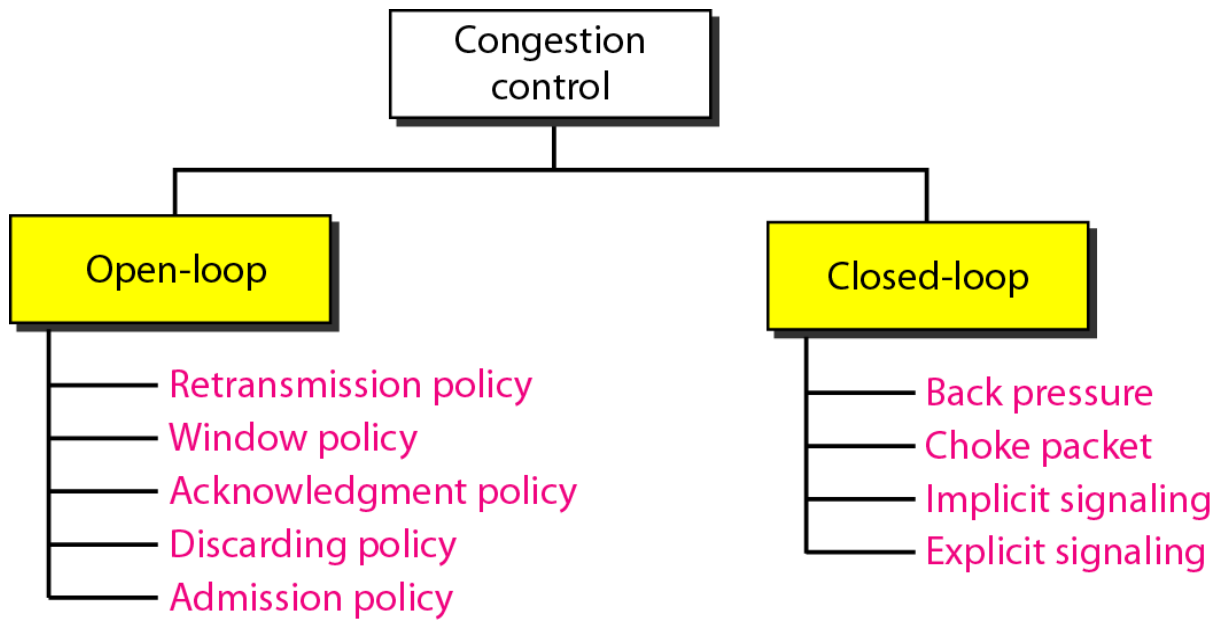 Congestion
control
Open-loop
Retransmission policy
Window policy
Acknowledgment policy
Discarding policy
Admission policy
Closed-loop
Back pressure
Choke packet
Implicit signaling
Explicit signaling